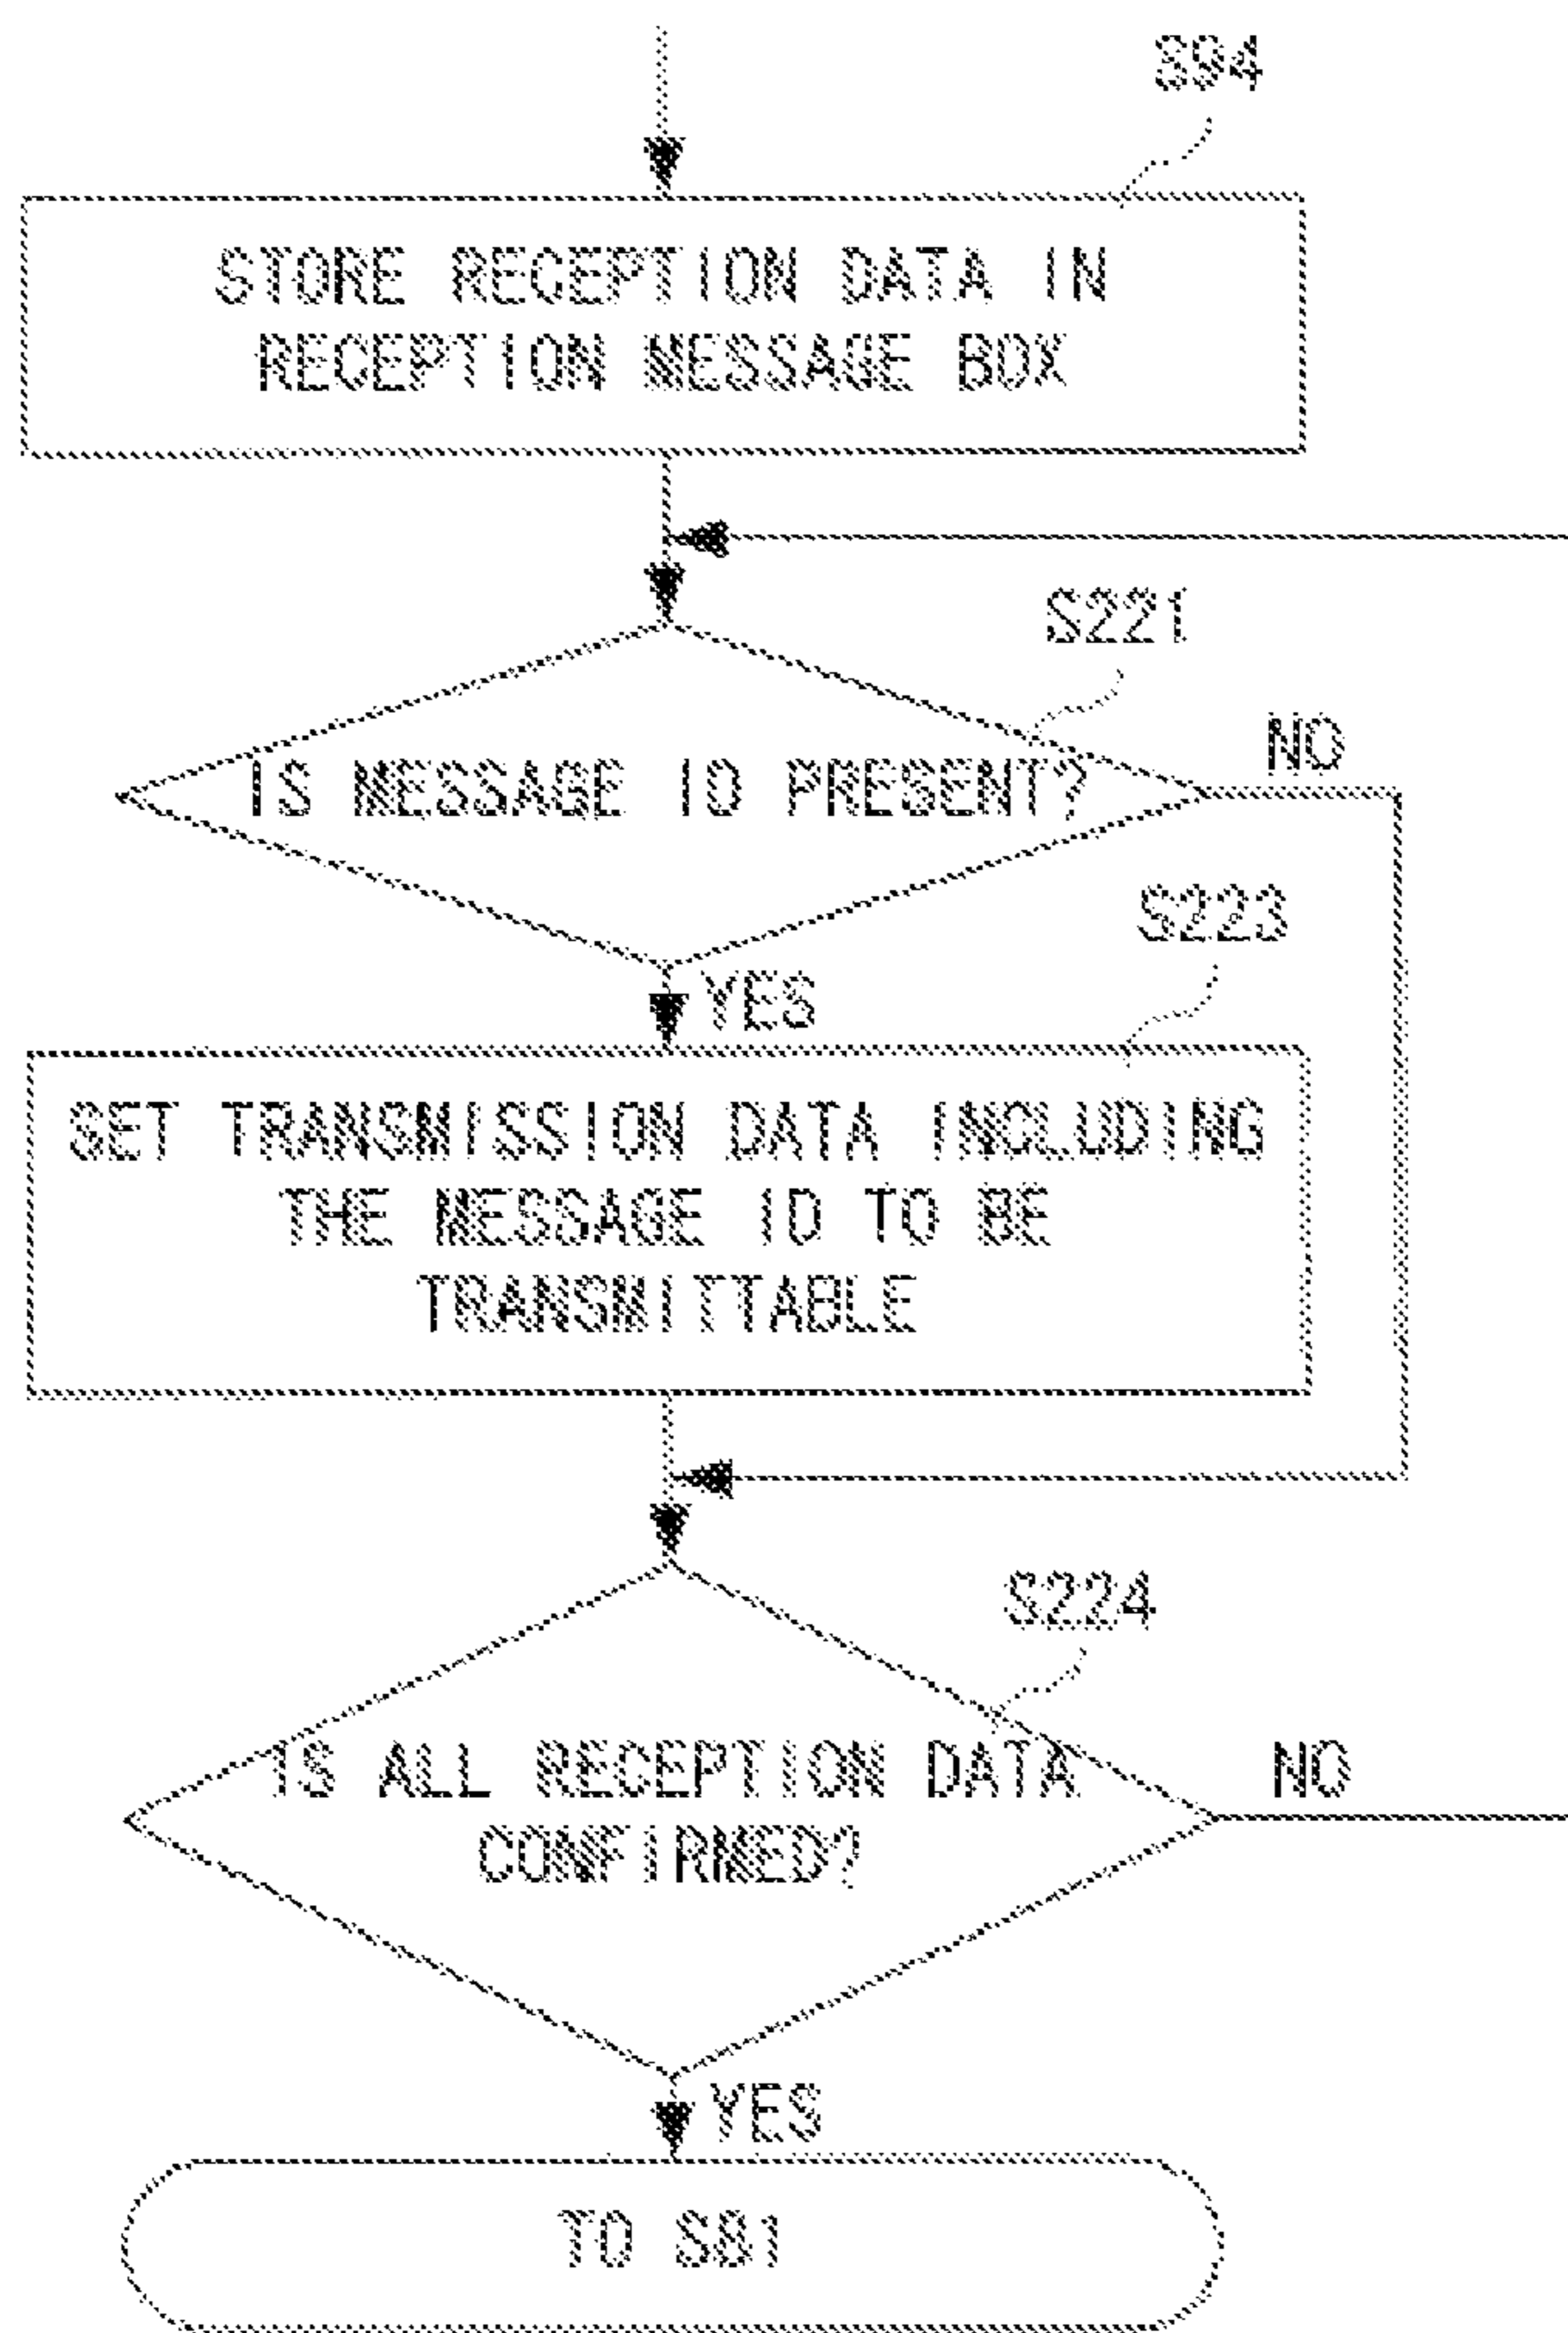 S94
STORE RECEPTION DATA IN
RECEPTION MESSAGE BOX
S221
IS MESSAGE ID PRESENT?
NO
S223
YES
SET TRANSMISSION DATA INCLUDING
THE MESSAGE ID TO BE
TRANSMITTABLE
S224
IS ALL RECEPTION DATA
CONFIRMED?
NO
YES
TO S81